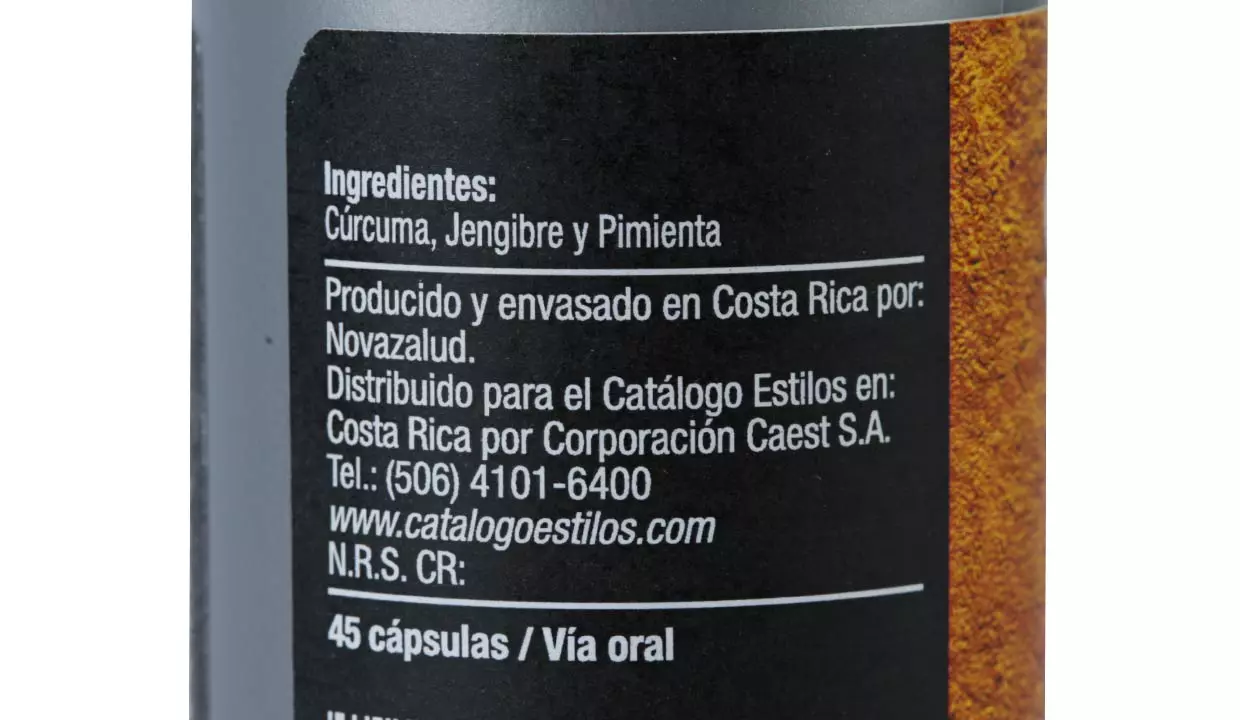 Ingredientes:
Cúrcuma, Jengibre y Pimienta
Producido y envasado en Costa Rica por:
Novazalud.
Distribuido para el Catálogo Estilos en:
Costa Rica por Corporación Caest S.A.
Tel.: (506) 4101-6400
www.catalogoestilos.com
N.R.S. CR:
45 cápsulas / Vía oral